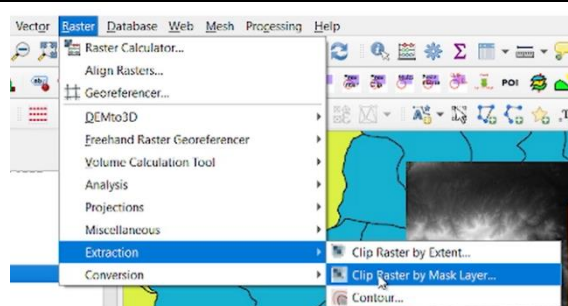 Vector Raster Database Web Mesh Processing Help
Raster Calculator...
Align Rasters...
Georeferencer...
DEMto3D
Freehand Raster Georeferencer
Volume Calculation Tool
Analysis
Projections
Miscellaneous
Extraction
Conversion
Clip Raster by Extent...
Clip Raster by Mask Layer...
Contour...
POI